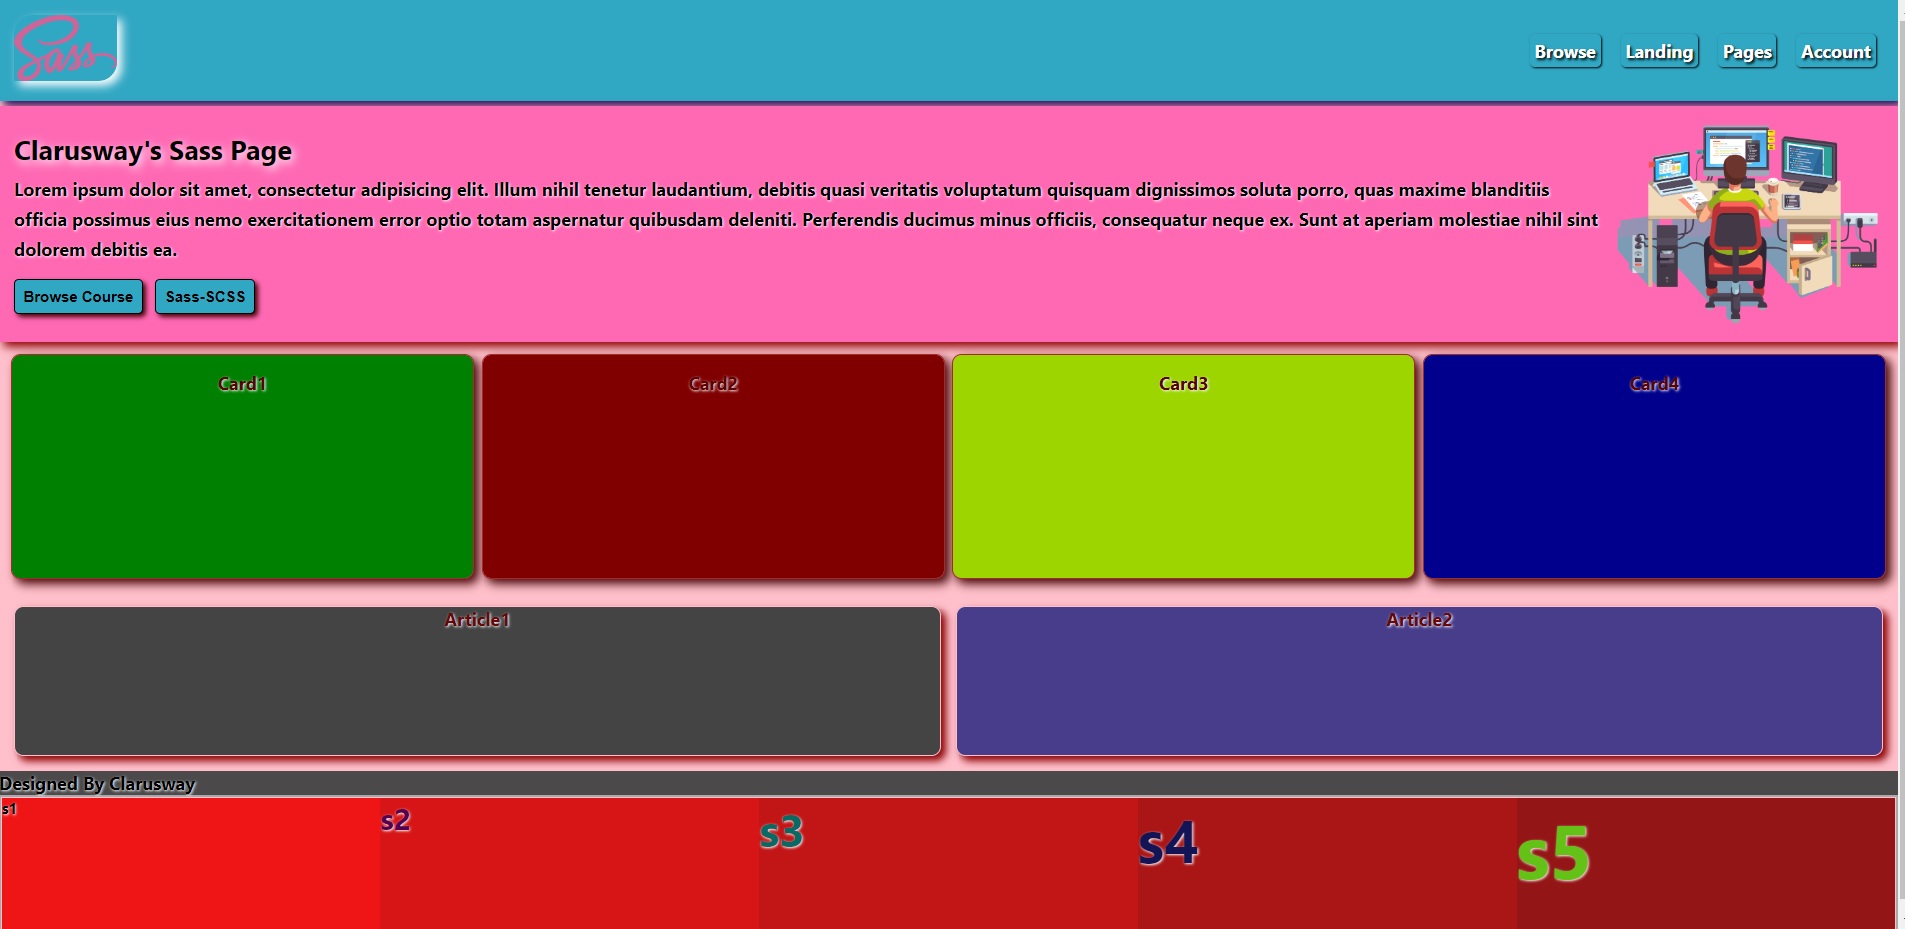 Sass
Browse Landing Pages Account
Clarusway's Sass Page
Lorem ipsum dolor sit amet, consectetur adipisicing elit. Illum nihil tenetur laudantium, debitis quasi veritatis voluptatum quisquam dignissimos soluta porro, quas maxime blanditiis
officia possimus eius nemo exercitationem error optio totam aspernatur quibusdam deleniti. Perferendis ducimus minus officiis, consequatur neque ex. Sunt at aperiam molestiae nihil sint
dolorem debitis ea.
Browse Course Sass-SCSS
Card1 Card2 Card3 Card4
Article1 Article2
Designed By Clarusway
s1 s2 s3 s4 s5